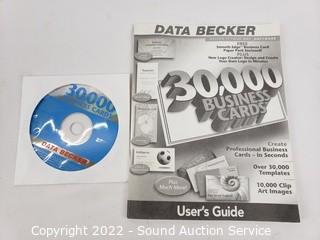 DATA BECKER
FREE
Smooth Edge Business Card
Paper Pack Enclosed!
PLUS
New Logo Creator: Design and Create
Your Own Logo in Minutes
30,000
BUSINESS
CARDS
Create
Professional Business
Cards – in Seconds
Over 30,000
Templates
10,000 Clip
Art Images
Plus
Much More!
User's Guide
30,000
BUSINESS CARDS
DATA BECKER
Copyright 2022 - Sound Auction Service